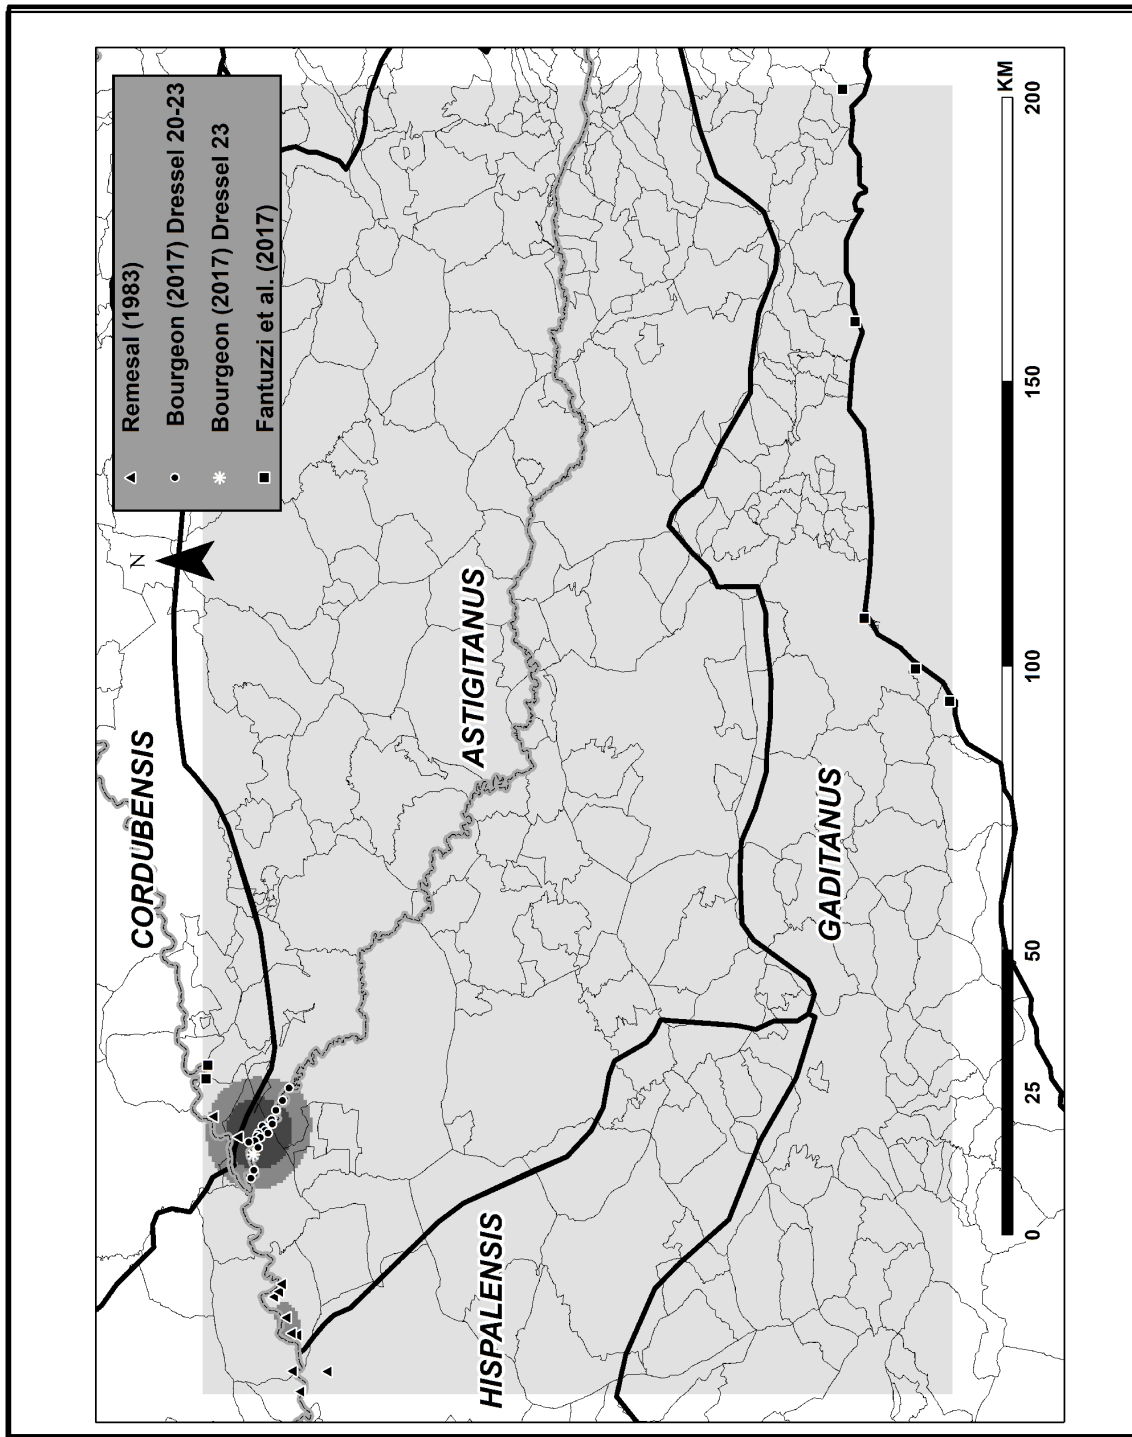 Remesal (1983)
Bourgeon (2017) Dressel 20-23
Bourgeon (2017) Dressel 23
Fantuzzi et al. (2017)
N
CORDUBENSIS
ASTIGITANUS
HISPALENSIS
GADITANUS
0 25 50 100 150 200
KM